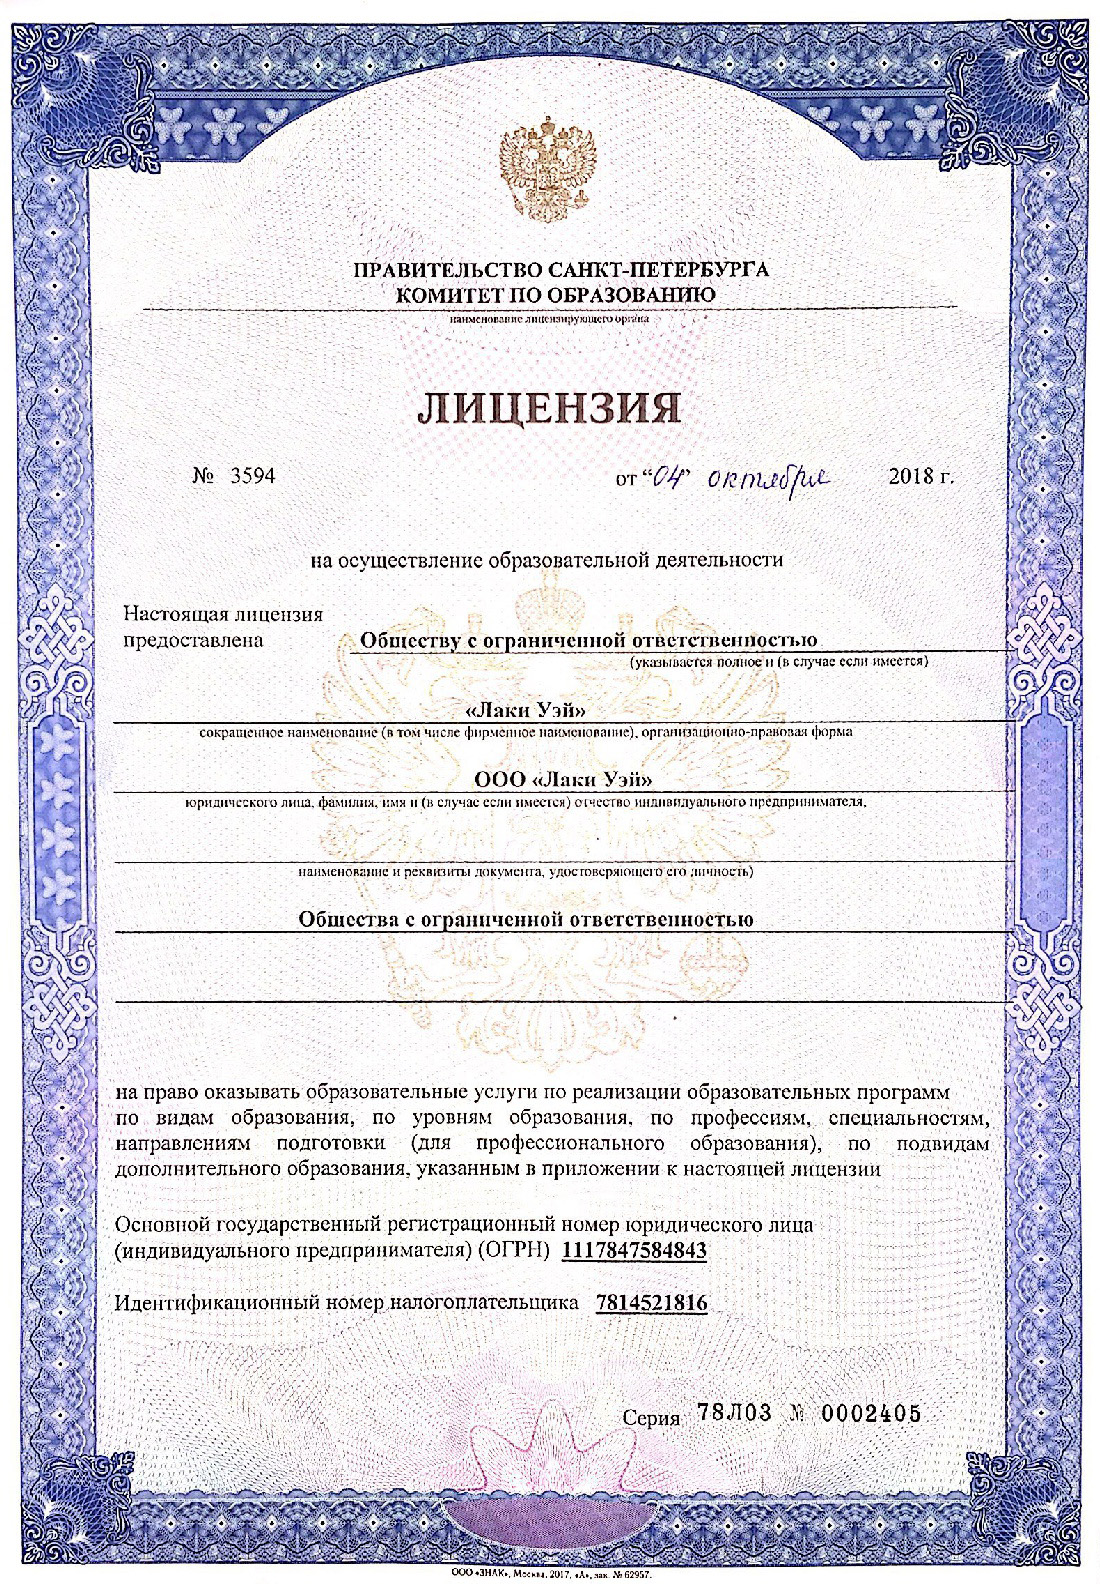 ПРАВИТЕЛЬСТВО САНКТ-ПЕТЕРБУРГА
КОМИТЕТ ПО ОБРАЗОВАНИЮ
наименование лицензирующего органа
ЛИЦЕНЗИЯ
№ 3594 от “04” октября 2018 г.
на осуществление образовательной деятельности
Настоящая лицензия
предоставлена Обществу с ограниченной ответственностью
(указывается полное и (в случае если имеется)
«Лаки Уэй»
сокращенное наименование (в том числе фирменное наименование), организационно-правовая форма
ООО «Лаки Уэй»
юридического лица, фамилия, имя и (в случае если имеется) отчество индивидуального предпринимателя,
наименование и реквизиты документа, удостоверяющего его личность)
Общества с ограниченной ответственностью
на право оказывать образовательные услуги по реализации образовательных программ
по видам образования, по уровням образования, по профессиям, специальностям,
направлениям подготовки (для профессионального образования), по подвидам
дополнительного образования, указанным в приложении к настоящей лицензии
Основной государственный регистрационный номер юридического лица
(индивидуального предпринимателя) (ОГРН) 1117847584843
Идентификационный номер налогоплательщика 7814521816
Серия 78Л03 № 0002405
ООО «ЗНАК», Москва, 2017, «А», зак. № 62957.